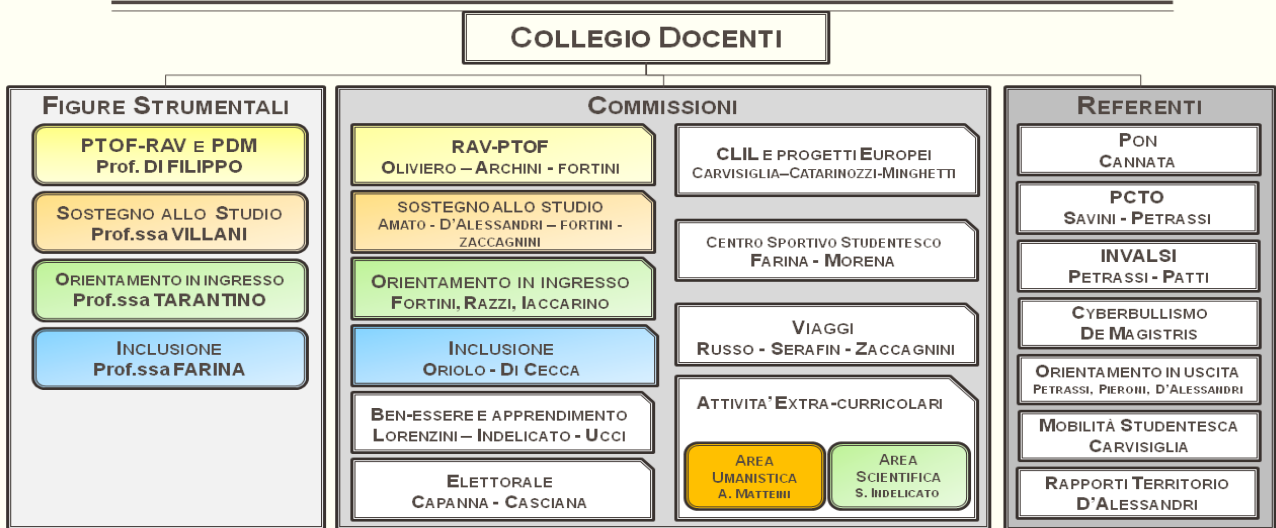 COLLEGIO DOCENTI
FIGURE STRUMENTALI
PTOF-RAV E PDM
Prof. DI FILIPPO
SOSTEGNO ALLO STUDIO
Prof.ssa VILLANI
ORIENTAMENTO IN INGRESSO
Prof.ssa TARANTINO
INCLUSIONE
Prof.ssa FARINA
COMMISSIONI
RAV-PTOF
OLIVIERO – ARCHINI - FORTINI
SOSTEGNO ALLO STUDIO
AMATO - D'ALESSANDRI – FORTINI -
ZACCAGNINI
ORIENTAMENTO IN INGRESSO
FORTINI, RAZZI, IACCARINO
INCLUSIONE
ORIOLO - DI CECCA
BEN-ESSERE E APPRENDIMENTO
LORENZINI – INDELICATO - UCCI
ELETTORALE
CAPANNA - CASCIANA
CLIL E PROGETTI EUROPEI
CARVISIGLIA–CATARINOZZI-MINGHETTI
CENTRO SPORTIVO STUDENTESCO
FARINA - MORENA
VIAGGI
RUSSO - SERAFIN - ZACCAGNINI
ATTIVITA' EXTRA-CURRICOLARI
AREA
UMANISTICA
A. MATTEINI
AREA
SCIENTIFICA
S. INDELICATO
REFERENTI
PON
CANNATA
PCTO
SAVINI - PETRASSI
INVALSI
PETRASSI - PATTI
CYBERBULLISMO
DE MAGISTRIS
ORIENTAMENTO IN USCITA
PETRASSI, PIERONI, D'ALESSANDRI
MOBILITÀ STUDENTESCA
CARVISIGLIA
RAPPORTI TERRITORIO
D'ALESSANDRI